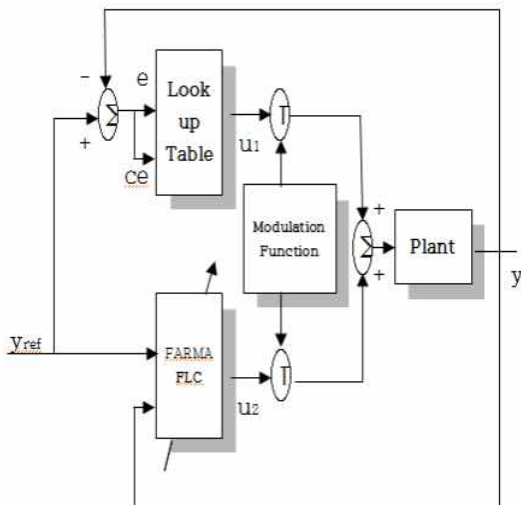 -
e
Look
up
Table
Σ
+
ce
u1
T
Modulation
Function
+
Σ
+
Plant
y
yref
FARMA
FLC
u2
T